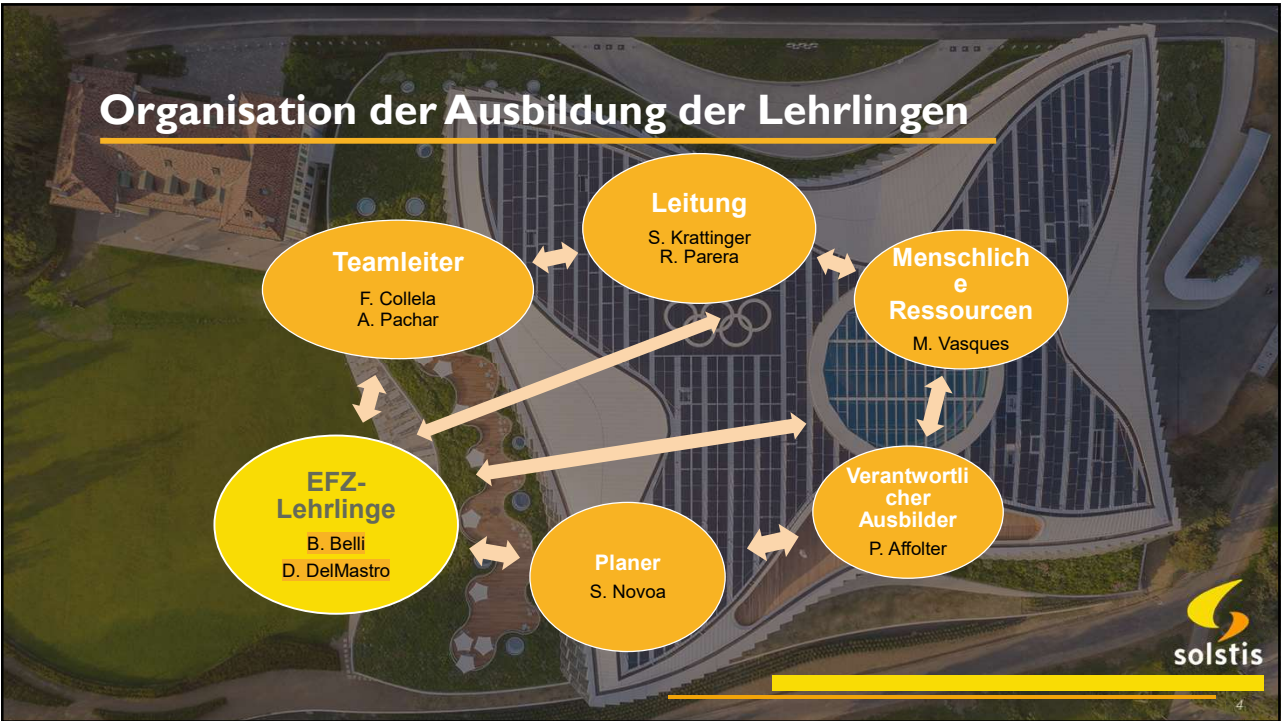 Organisation der Ausbildung der Lehrlingen
Leitung
S. Krattinger
R. Parera
Teamleiter
F. Collela
A. Pachar
Menschlich
e
Ressourcen
M. Vasques
EFZ-
Lehrlinge
B. Belli
D. DelMastro
Planer
S. Novoa
Verantwortli
cher
Ausbilder
P. Affolter
solstis
4